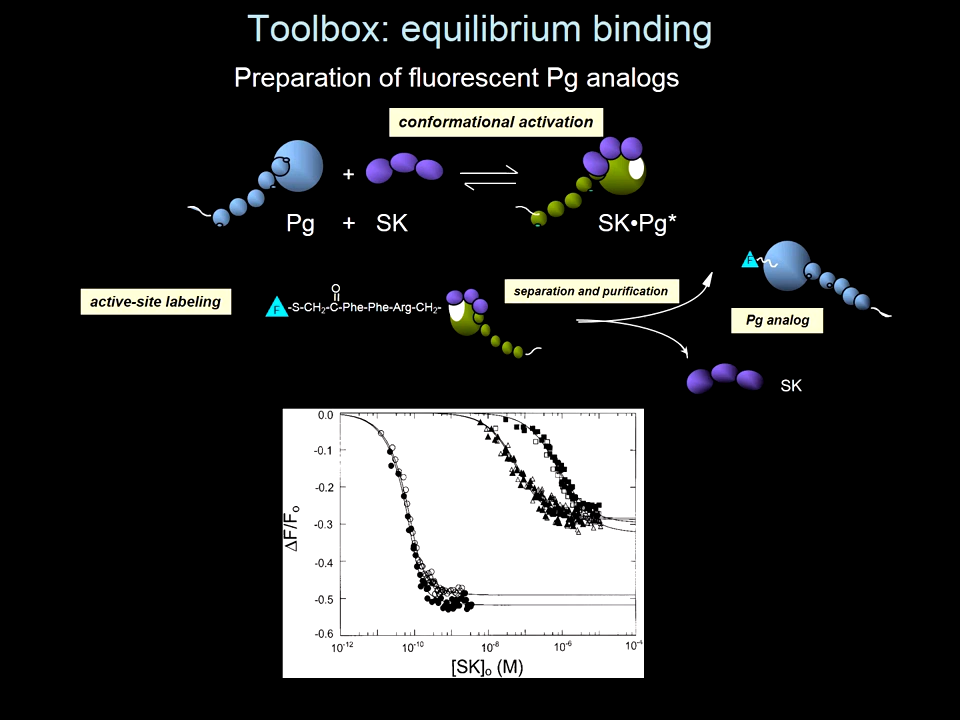 Toolbox: equilibrium binding
Preparation of fluorescent Pg analogs
conformational activation
+
Pg + SK
SK•Pg*
F
active-site labeling
F
O
-S-CH₂-C-Phe-Phe-Arg-CH₂-
separation and purification
Pg analog
SK
0.0
-0.1
-0.2
-0.3
-0.4
-0.5
-0.6
ΔF/Fₒ
10⁻¹² 10⁻¹⁰ 10⁻⁸ 10⁻⁶ 10⁻⁴
[SK]ₒ (M)